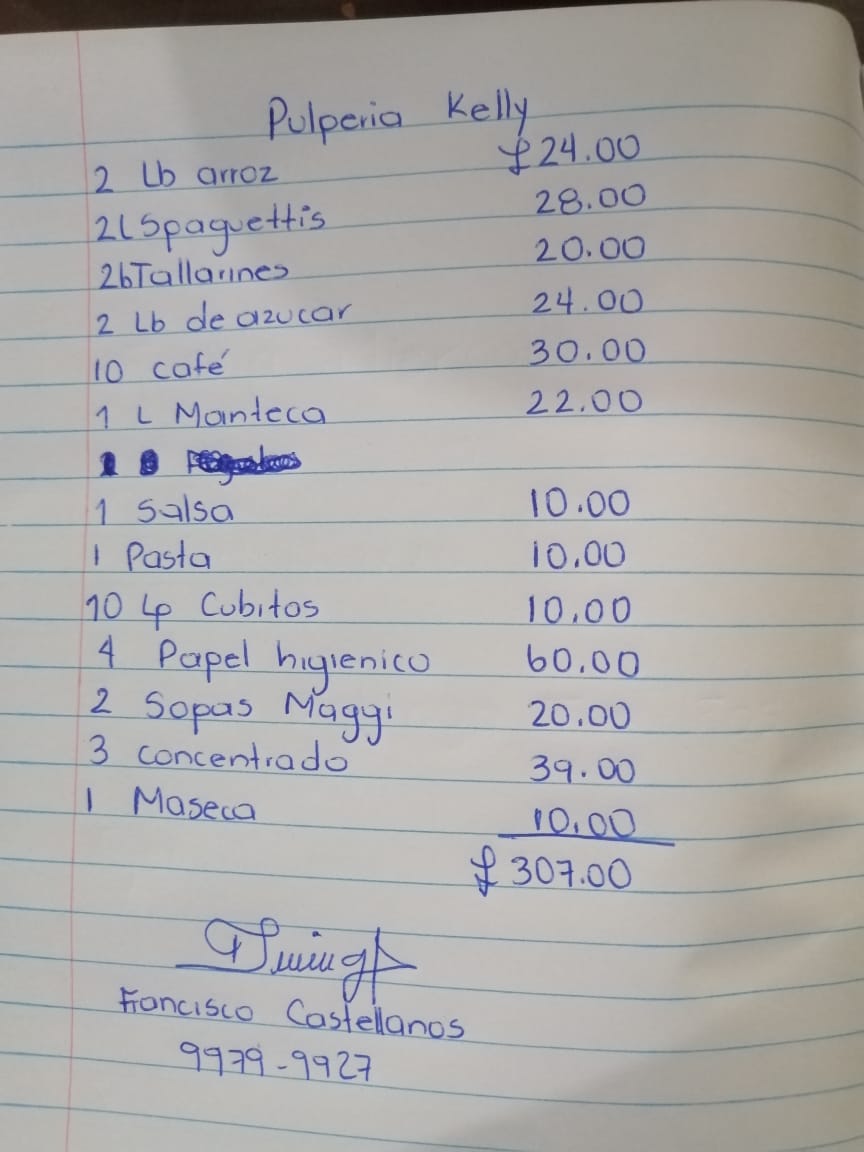 Pulperia Kelly
2 Lb arroz £24.00
2L Spaguettis 28.00
2b Tallarines 20.00
2 Lb de azucar 24.00
10 café 30.00
1 L Manteca 22.00
1 Salsa 10.00
1 Pasta 10.00
10 Lp Cubitos 10.00
4 Papel higienico 60.00
2 Sopas Maggi 20.00
3 concentrado 39.00
1 Maseca 10.00
£ 307.00
Francisco Castellanos
9979-9927